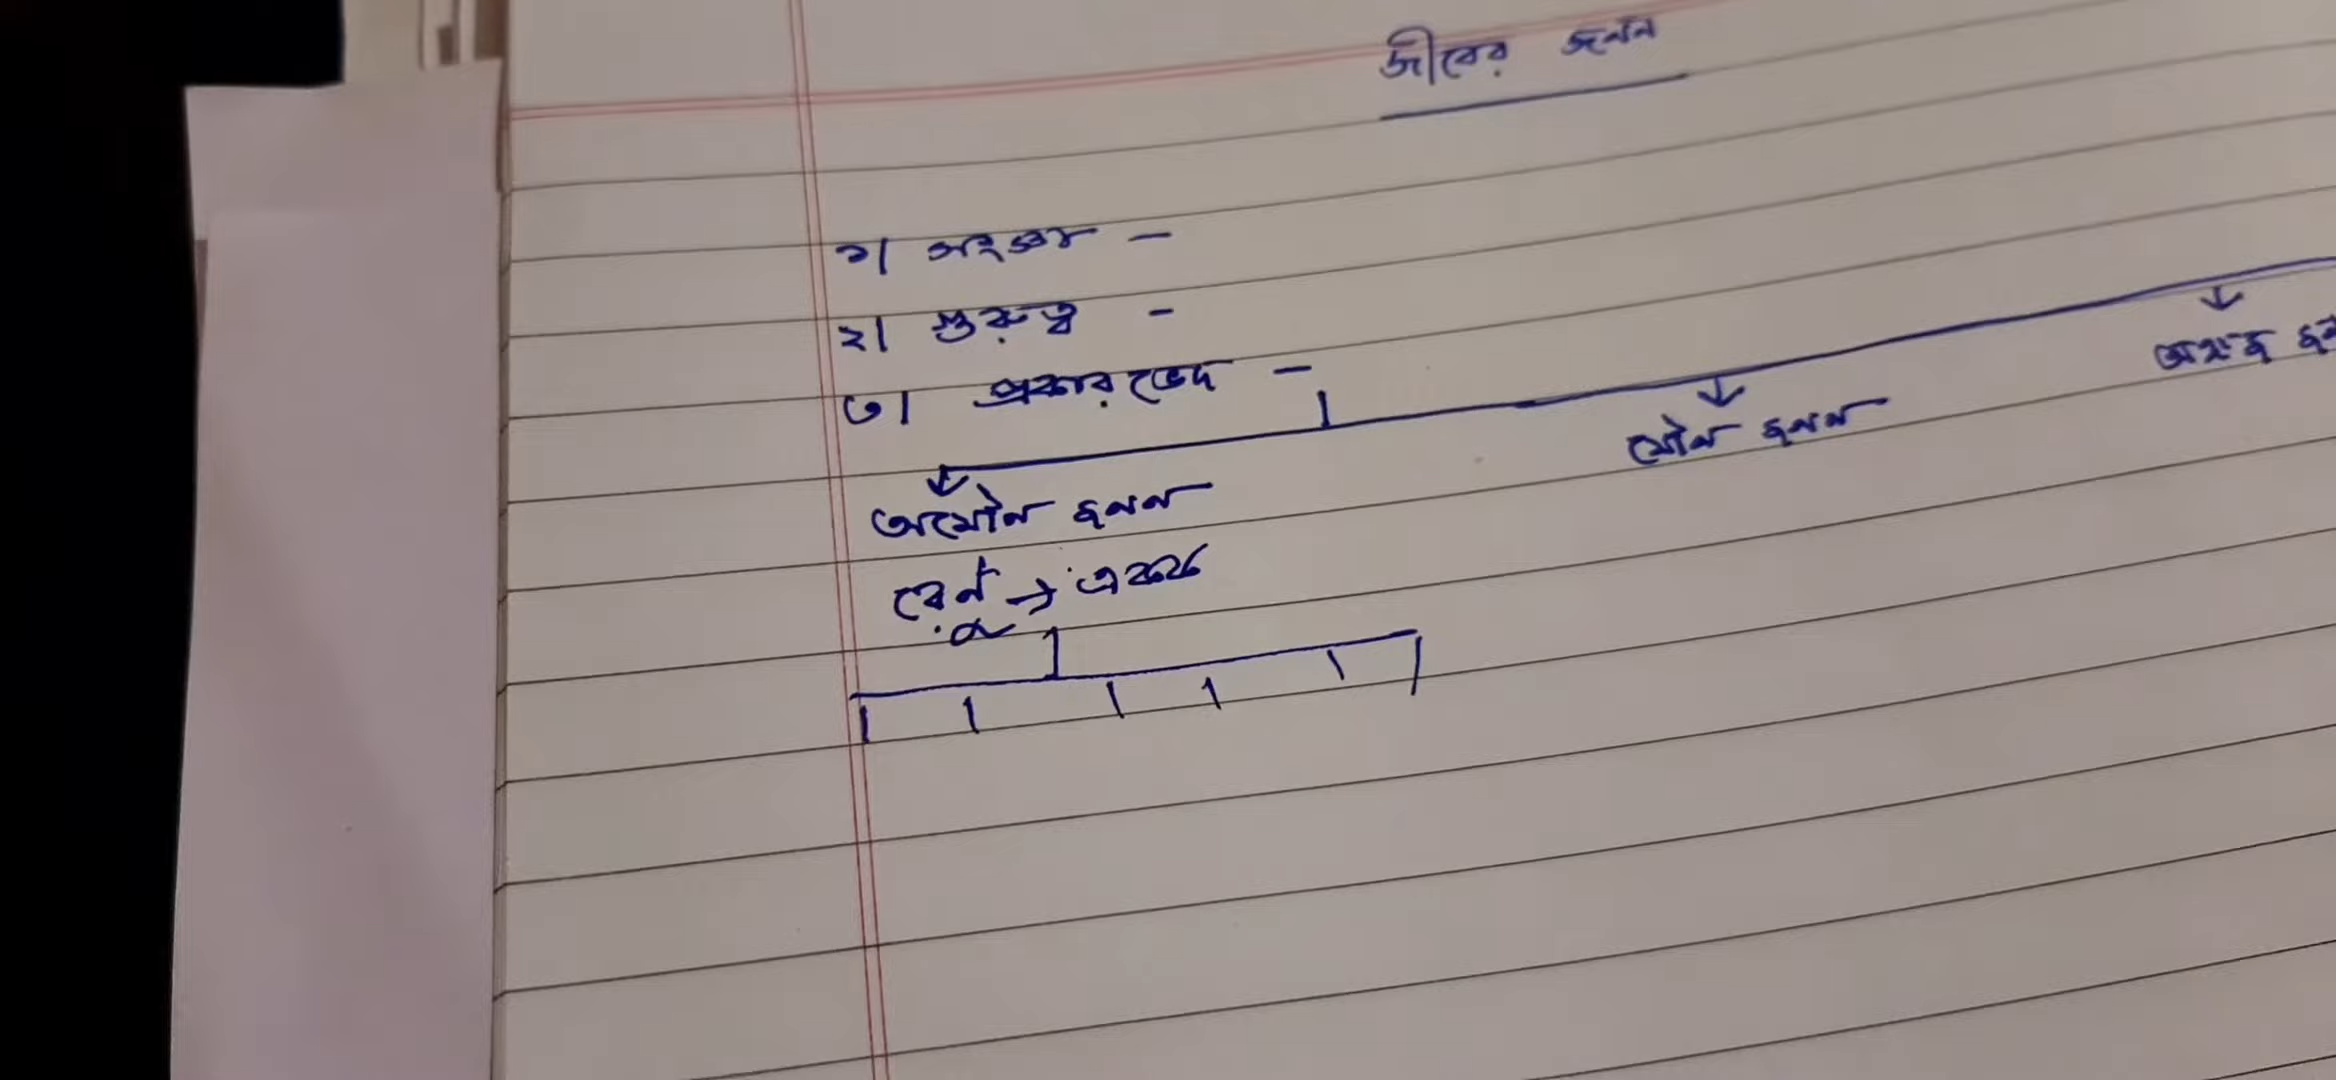 জীবের জনন
১। সংজ্ঞা -
২। গুরুত্ব -
৩। প্রকারভেদ -
অযৌন জনন যৌন জনন
রেণু → একক